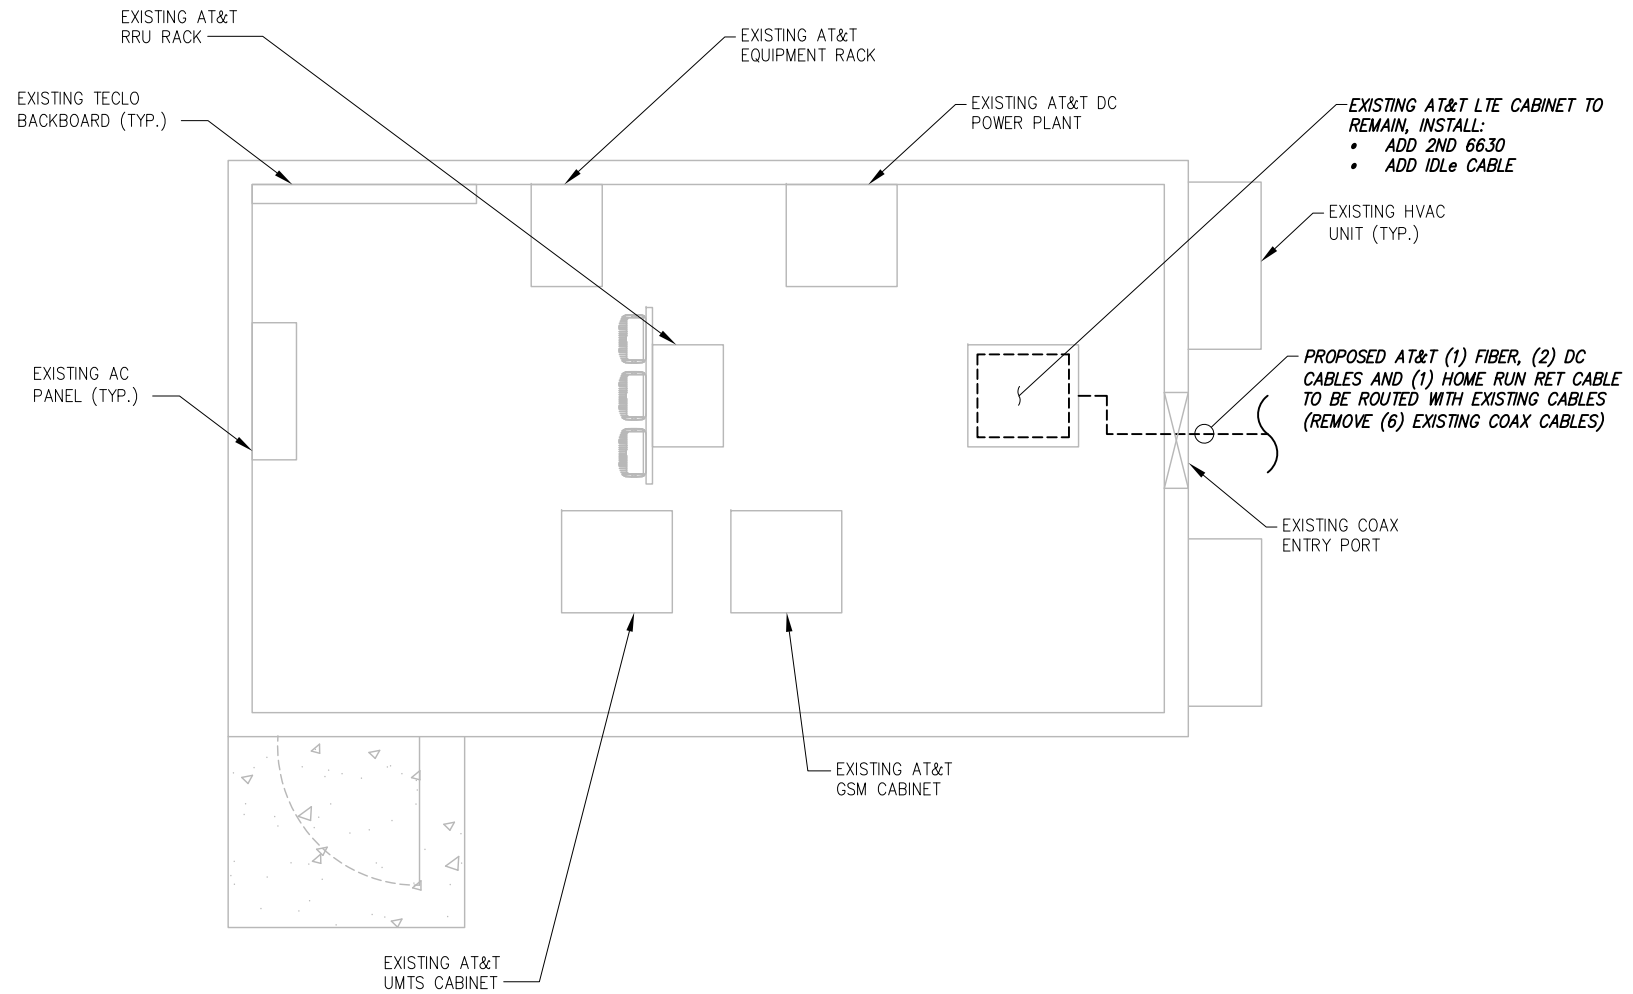 EXISTING AT&T
RRU RACK
EXISTING AT&T
EQUIPMENT RACK
EXISTING TECLO
BACKBOARD (TYP.)
EXISTING AT&T DC
POWER PLANT
EXISTING AT&T LTE CABINET TO
REMAIN, INSTALL:
• ADD 2ND 6630
• ADD IDLe CABLE
EXISTING HVAC
UNIT (TYP.)
EXISTING AC
PANEL (TYP.)
PROPOSED AT&T (1) FIBER, (2) DC
CABLES AND (1) HOME RUN RET CABLE
TO BE ROUTED WITH EXISTING CABLES
(REMOVE (6) EXISTING COAX CABLES)
EXISTING COAX
ENTRY PORT
EXISTING AT&T
GSM CABINET
EXISTING AT&T
UMTS CABINET